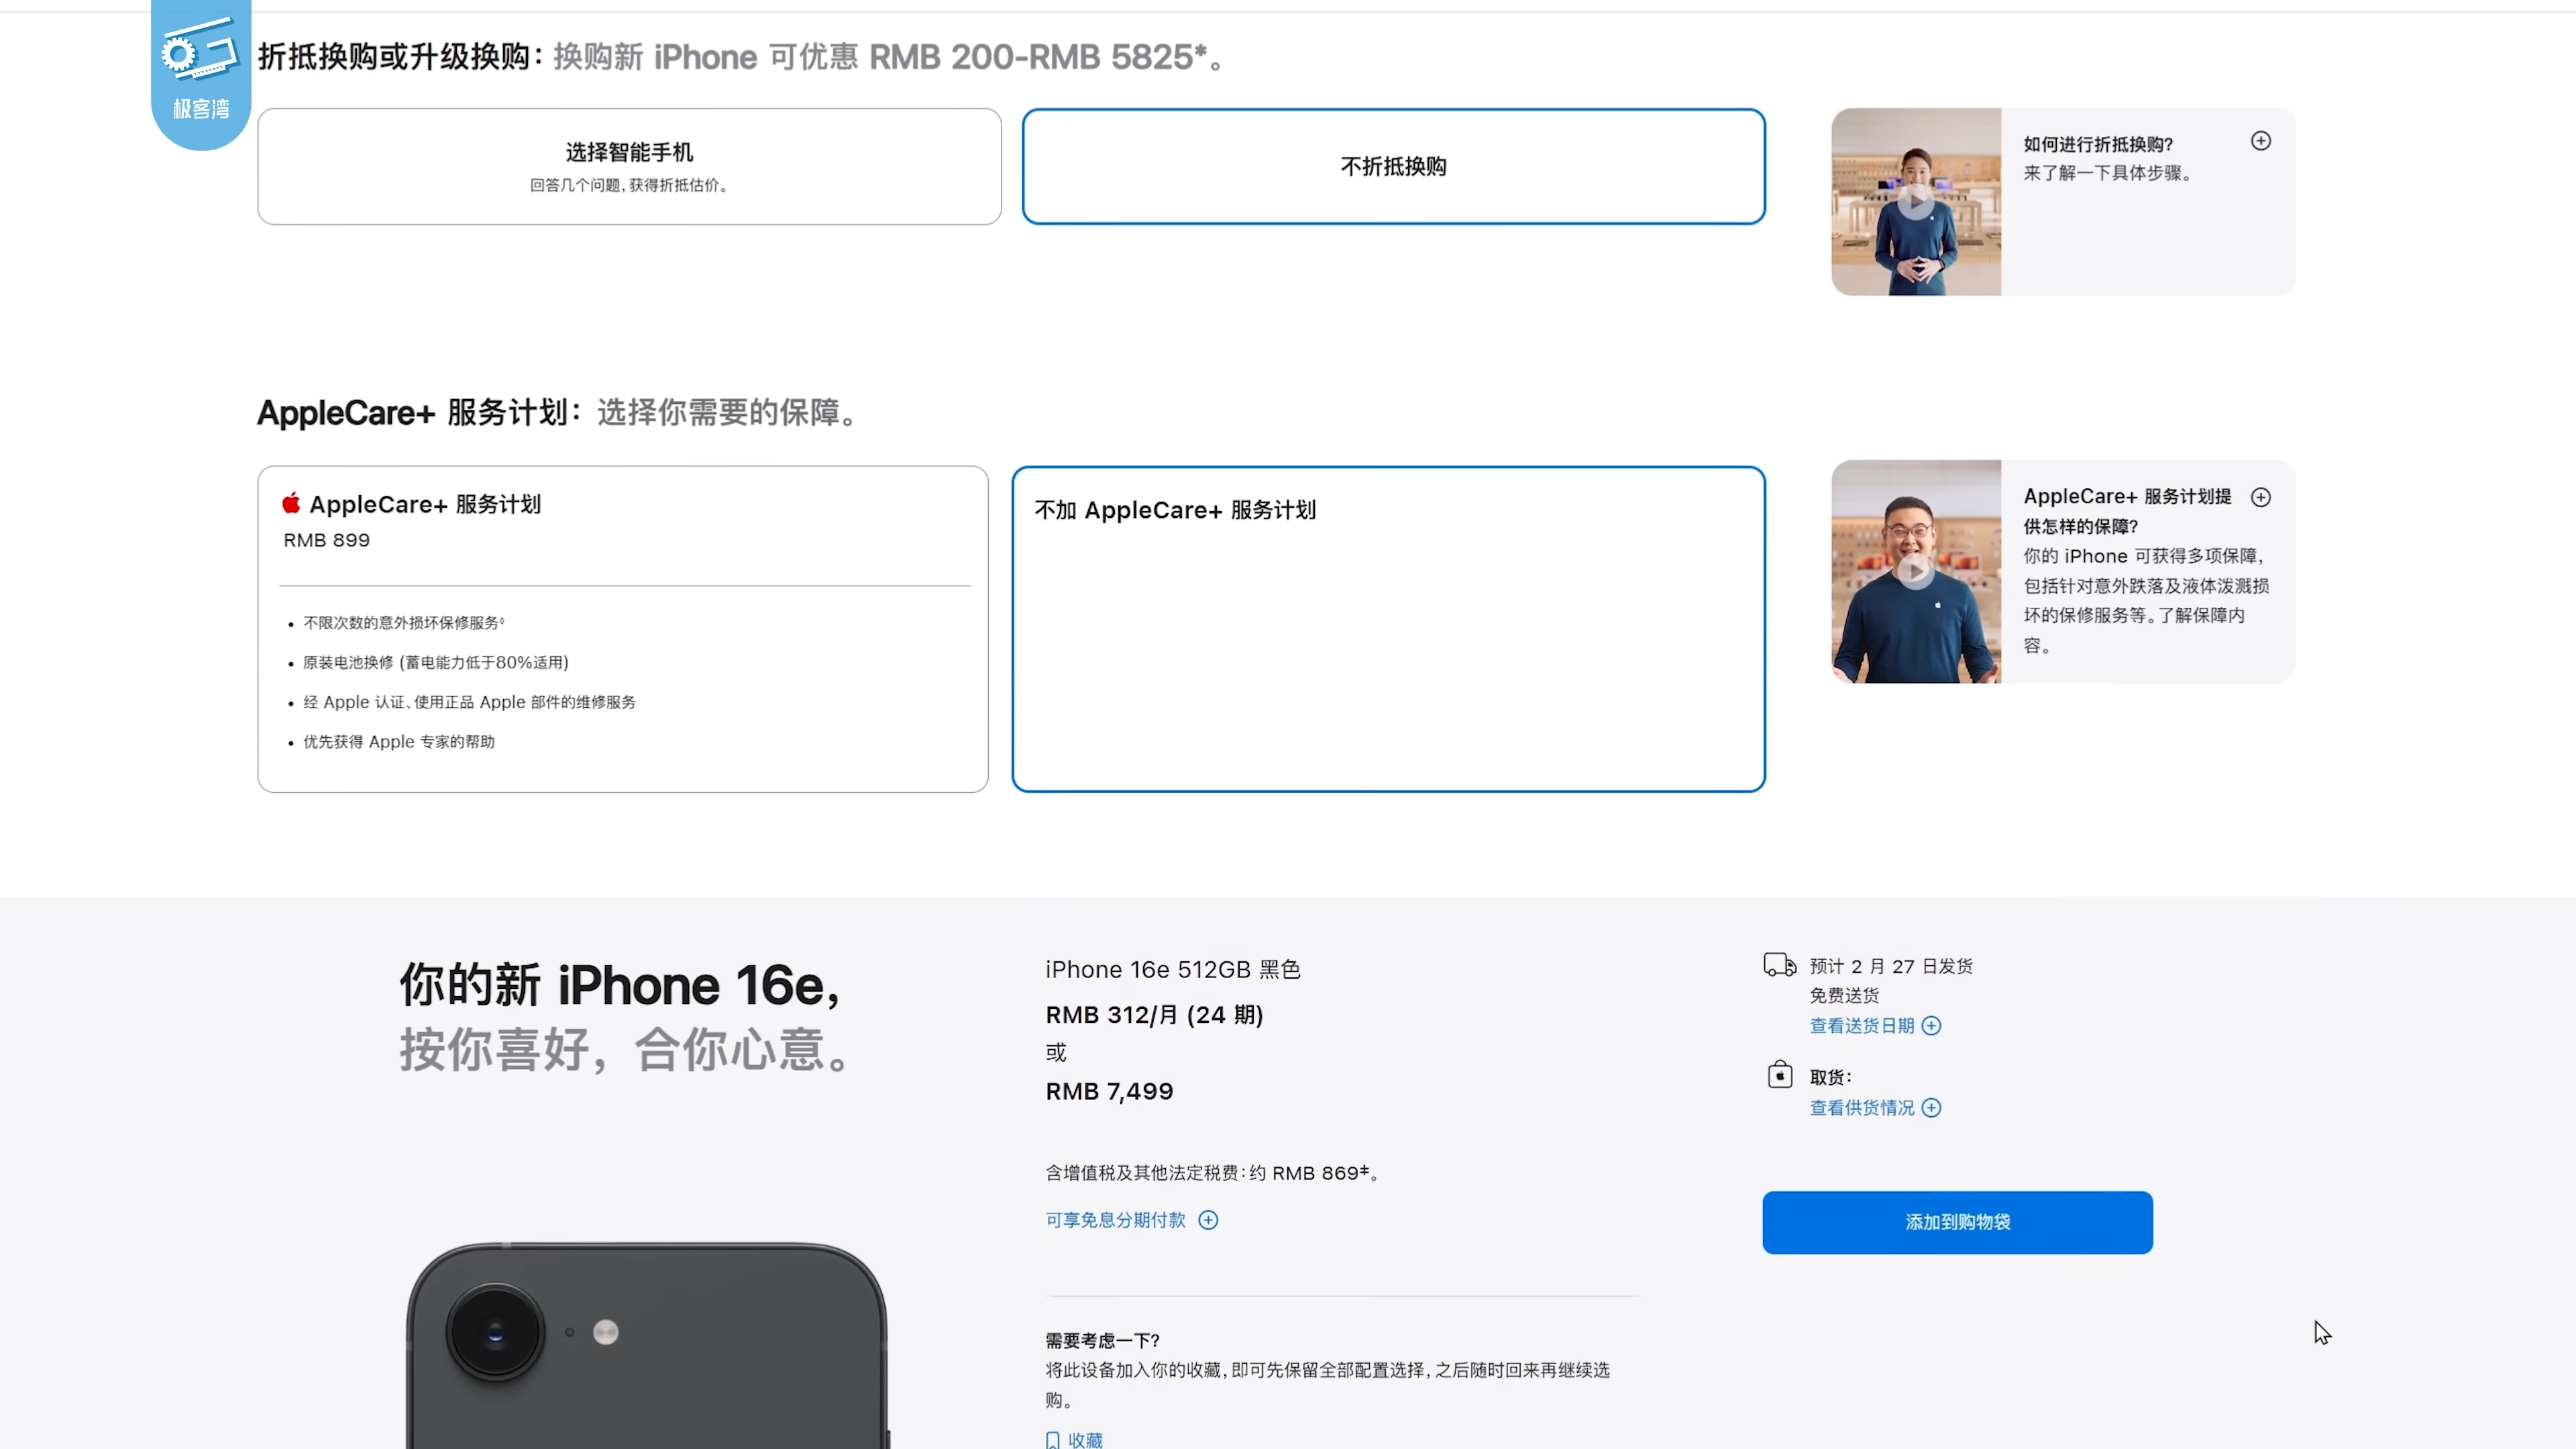 极客湾
折抵换购或升级换购：换购新 iPhone 可优惠 RMB 200-RMB 5825*。
选择智能手机
回答几个问题，获得折抵估价。
不折抵换购
如何进行折抵换购？
来了解一下具体步骤。
AppleCare+ 服务计划：选择你需要的保障。
AppleCare+ 服务计划
RMB 899
• 不限次数的意外损坏保修服务◊
• 原装电池换修 (蓄电能力低于80%适用)
• 经 Apple 认证、使用正品 Apple 部件的维修服务
• 优先获得 Apple 专家的帮助
不加 AppleCare+ 服务计划
AppleCare+ 服务计划提
供怎样的保障？
你的 iPhone 可获得多项保障，
包括针对意外跌落及液体泼溅损
坏的保修服务等。了解保障内
容。
你的新 iPhone 16e，
按你喜好，合你心意。
iPhone 16e 512GB 黑色
RMB 312/月 (24 期)
或
RMB 7,499
含增值税及其他法定税费：约 RMB 869‡。
可享免息分期付款
需要考虑一下？
将此设备加入你的收藏，即可先保留全部配置选择，之后随时回来再继续选
购。
收藏
预计 2 月 27 日发货
免费送货
查看送货日期
取货：
查看供货情况
添加到购物袋